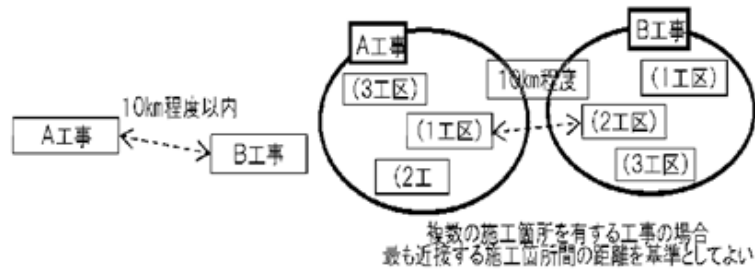 10km程度以内
A工事
B工事
A工事
(3工区)
(1工区)
(2工
10km程度
B工事
(1工区)
(2工区)
(3工区)
複数の施工箇所を有する工事の場合
最も近接する施工箇所間の距離を基準としてよい